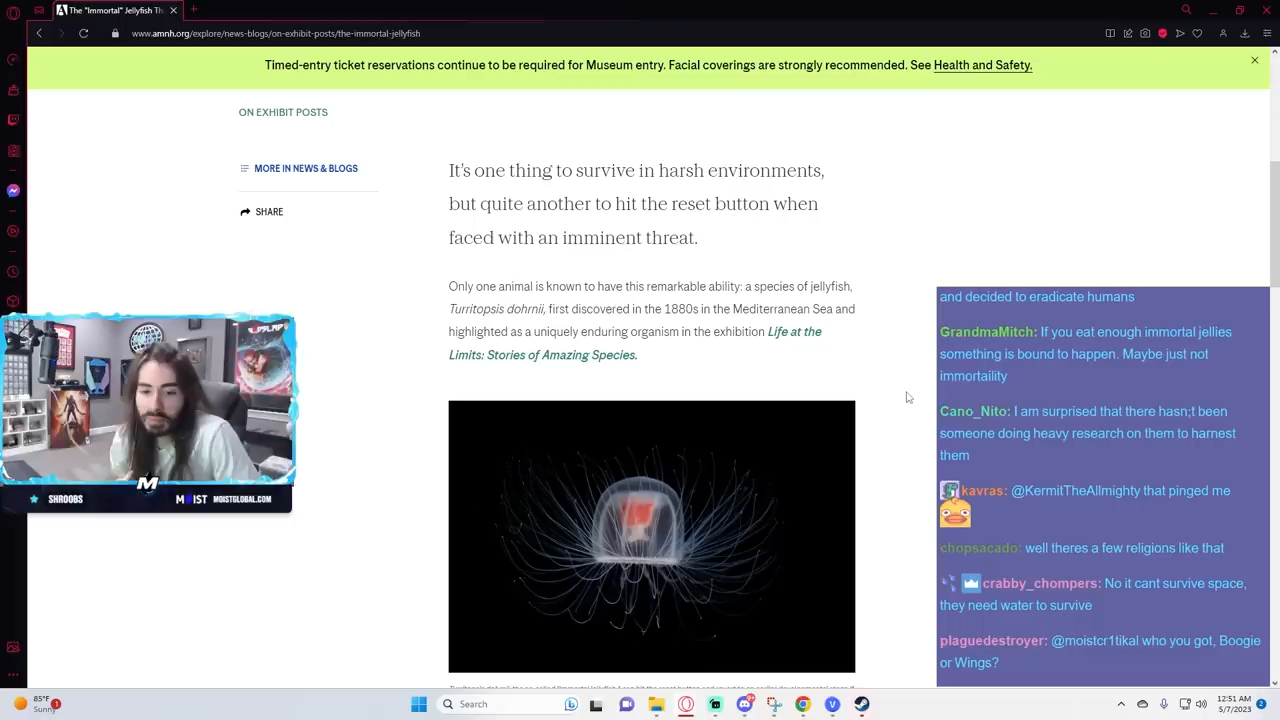 The "Immortal" Jellyfish Th
www.amnh.org/explore/news-blogs/on-exhibit-posts/the-immortal-jellyfish
Timed-entry ticket reservations continue to be required for Museum entry. Facial coverings are strongly recommended. See Health and Safety.
ON EXHIBIT POSTS
MORE IN NEWS & BLOGS
SHARE
It's one thing to survive in harsh environments,
but quite another to hit the reset button when
faced with an imminent threat.
Only one animal is known to have this remarkable ability: a species of jellyfish,
Turritopsis dohrnii, first discovered in the 1880s in the Mediterranean Sea and
highlighted as a uniquely enduring organism in the exhibition Life at the
Limits: Stories of Amazing Species.
SHROOBS
M
MOIST MOISTGLOBAL.COM
and decided to eradicate humans
GrandmaMitch: If you eat enough immortal jellies
something is bound to happen. Maybe just not
immortaility
Cano_Nito: I am surprised that there hasn;t been
someone doing heavy research on them to harnest
them
kavras: @KermitTheAllmighty that pinged me
chopsacado: well theres a few religions like that
crabby_chompers: No it cant survive space,
they need water to survive
plaguedestroyer: @moistcr1tikal who you got, Boogie
or Wings?
85°F
Sunny
Search
12:51 AM
5/7/2023